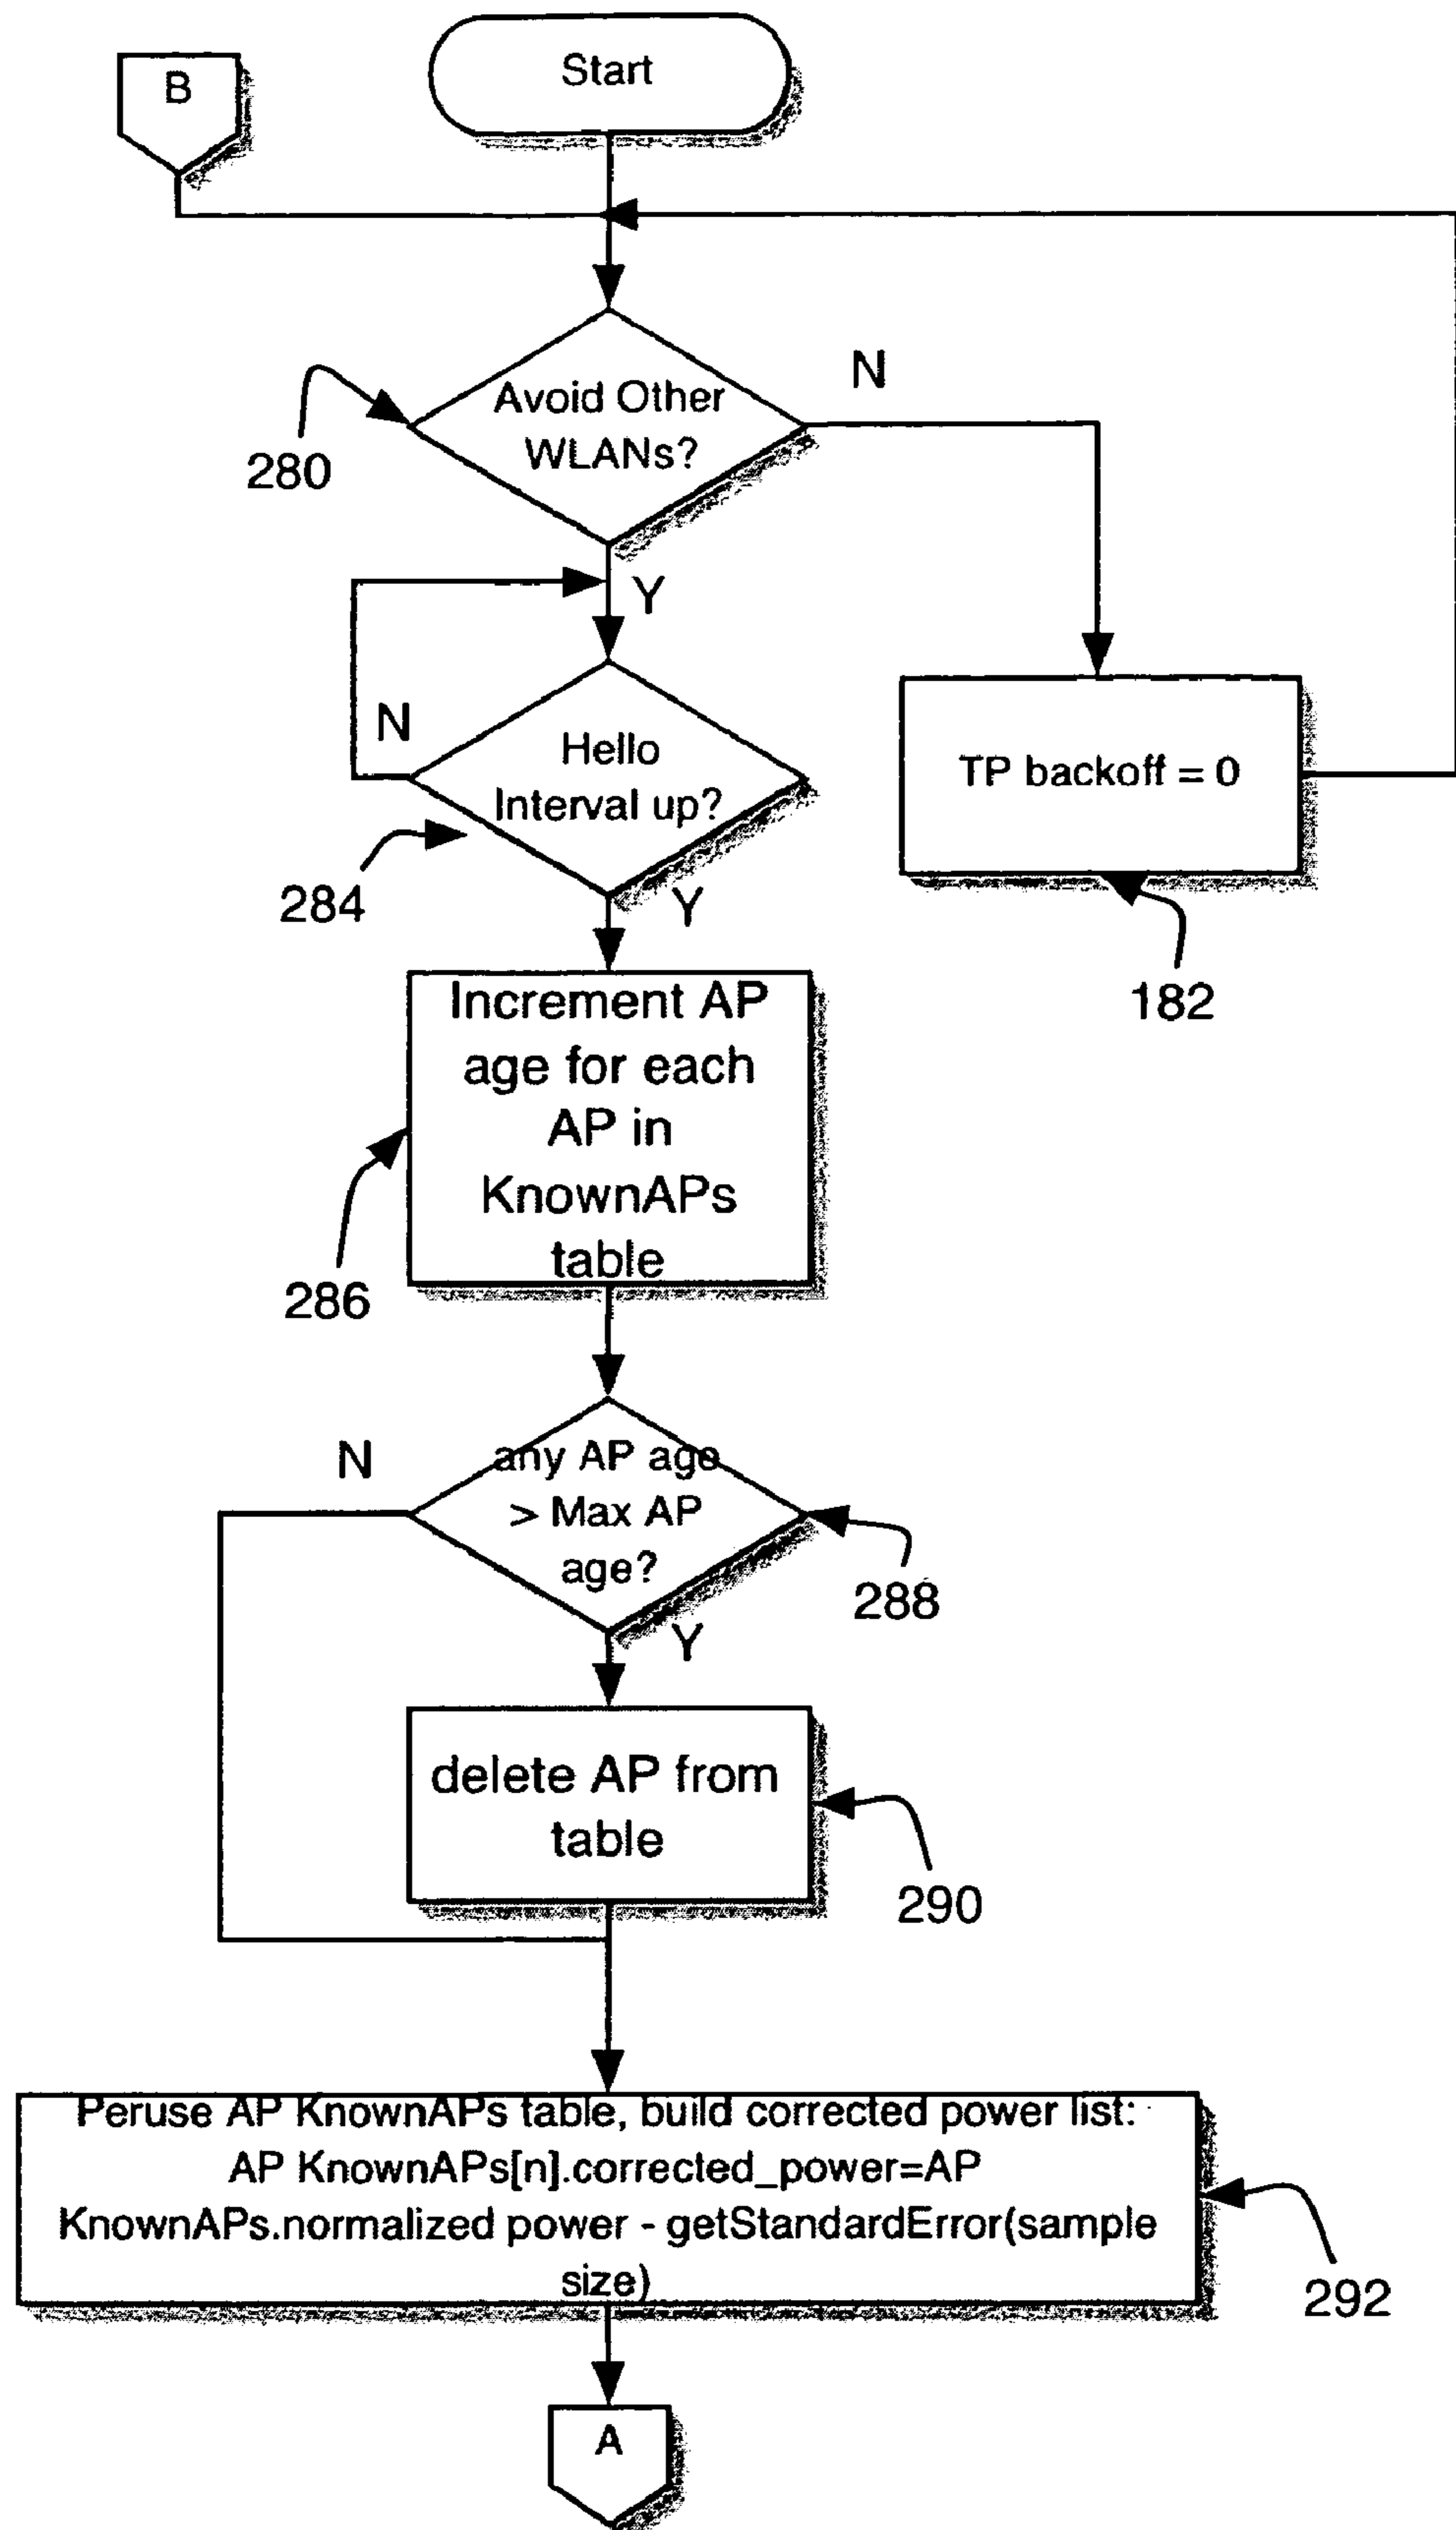 B
Start
Avoid Other
WLANs?
N
280
Y
N
Hello
Interval up?
TP backoff = 0
284
Y
182
Increment AP
age for each
AP in
KnownAPs
table
286
N
any AP age
> Max AP
age?
288
Y
delete AP from
table
290
Peruse AP KnownAPs table, build corrected power list:
AP KnownAPs[n].corrected_power=AP
KnownAPs.normalized power - getStandardError(sample
size)
292
A